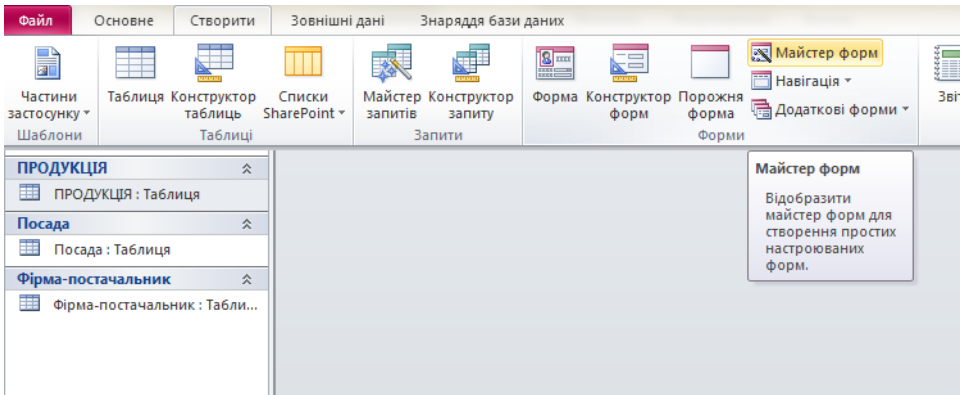 Файл Основне Створити Зовнішні дані Знаряддя бази даних
Частини застосунку
Таблиця
Конструктор таблиць
Списки SharePoint
Шаблони
Таблиці
Майстер запитів
Конструктор запиту
Запити
Форма
Конструктор форм
Порожня форма
Майстер форм
Навігація
Додаткові форми
Форми
ПРОДУКЦІЯ
ПРОДУКЦІЯ : Таблиця
Посада
Посада : Таблиця
Фірма-постачальник
Фірма-постачальник : Табли...
Майстер форм
Відобразити
майстер форм для
створення простих
настроюваних
форм.